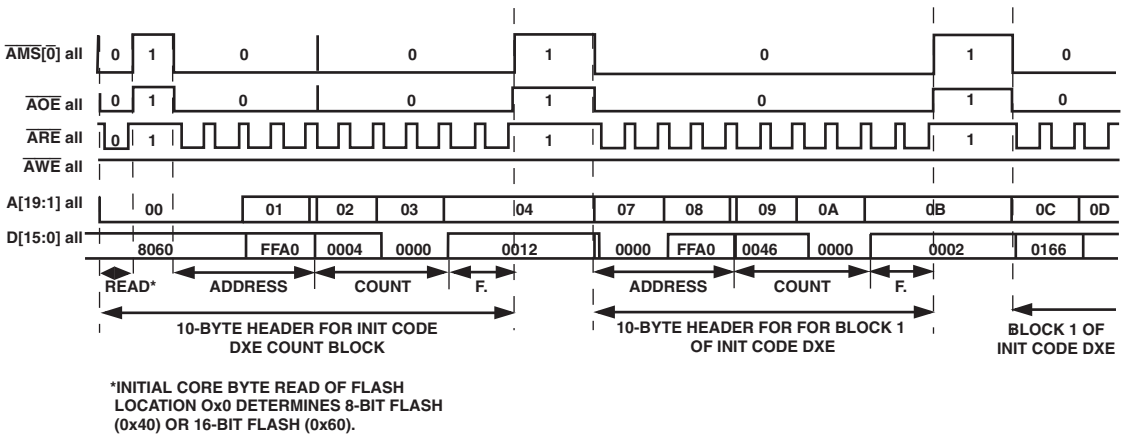 AMS[0] all 0 1 0 0 1 0 1 0
AOE all 0 1 0 0 1 0 1 0
ARE all 0 1 1 1
AWE all
A[19:1] all 00 01 02 03 04 07 08 09 0A 0B 0C 0D
D[15:0] all 8060 FFA0 0004 0000 0012 0000 FFA0 0046 0000 0002 0166
READ* ADDRESS COUNT F. ADDRESS COUNT F.
10-BYTE HEADER FOR INIT CODE
DXE COUNT BLOCK
10-BYTE HEADER FOR FOR BLOCK 1
OF INIT CODE DXE
BLOCK 1 OF
INIT CODE DXE
*INITIAL CORE BYTE READ OF FLASH
LOCATION Ox0 DETERMINES 8-BIT FLASH
(0x40) OR 16-BIT FLASH (0x60).